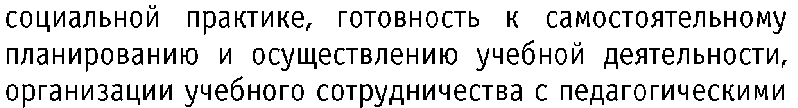 социальной практике, готовность к самостоятельному
планированию и осуществлению учебной деятельности,
организации учебного сотрудничества с педагогическими